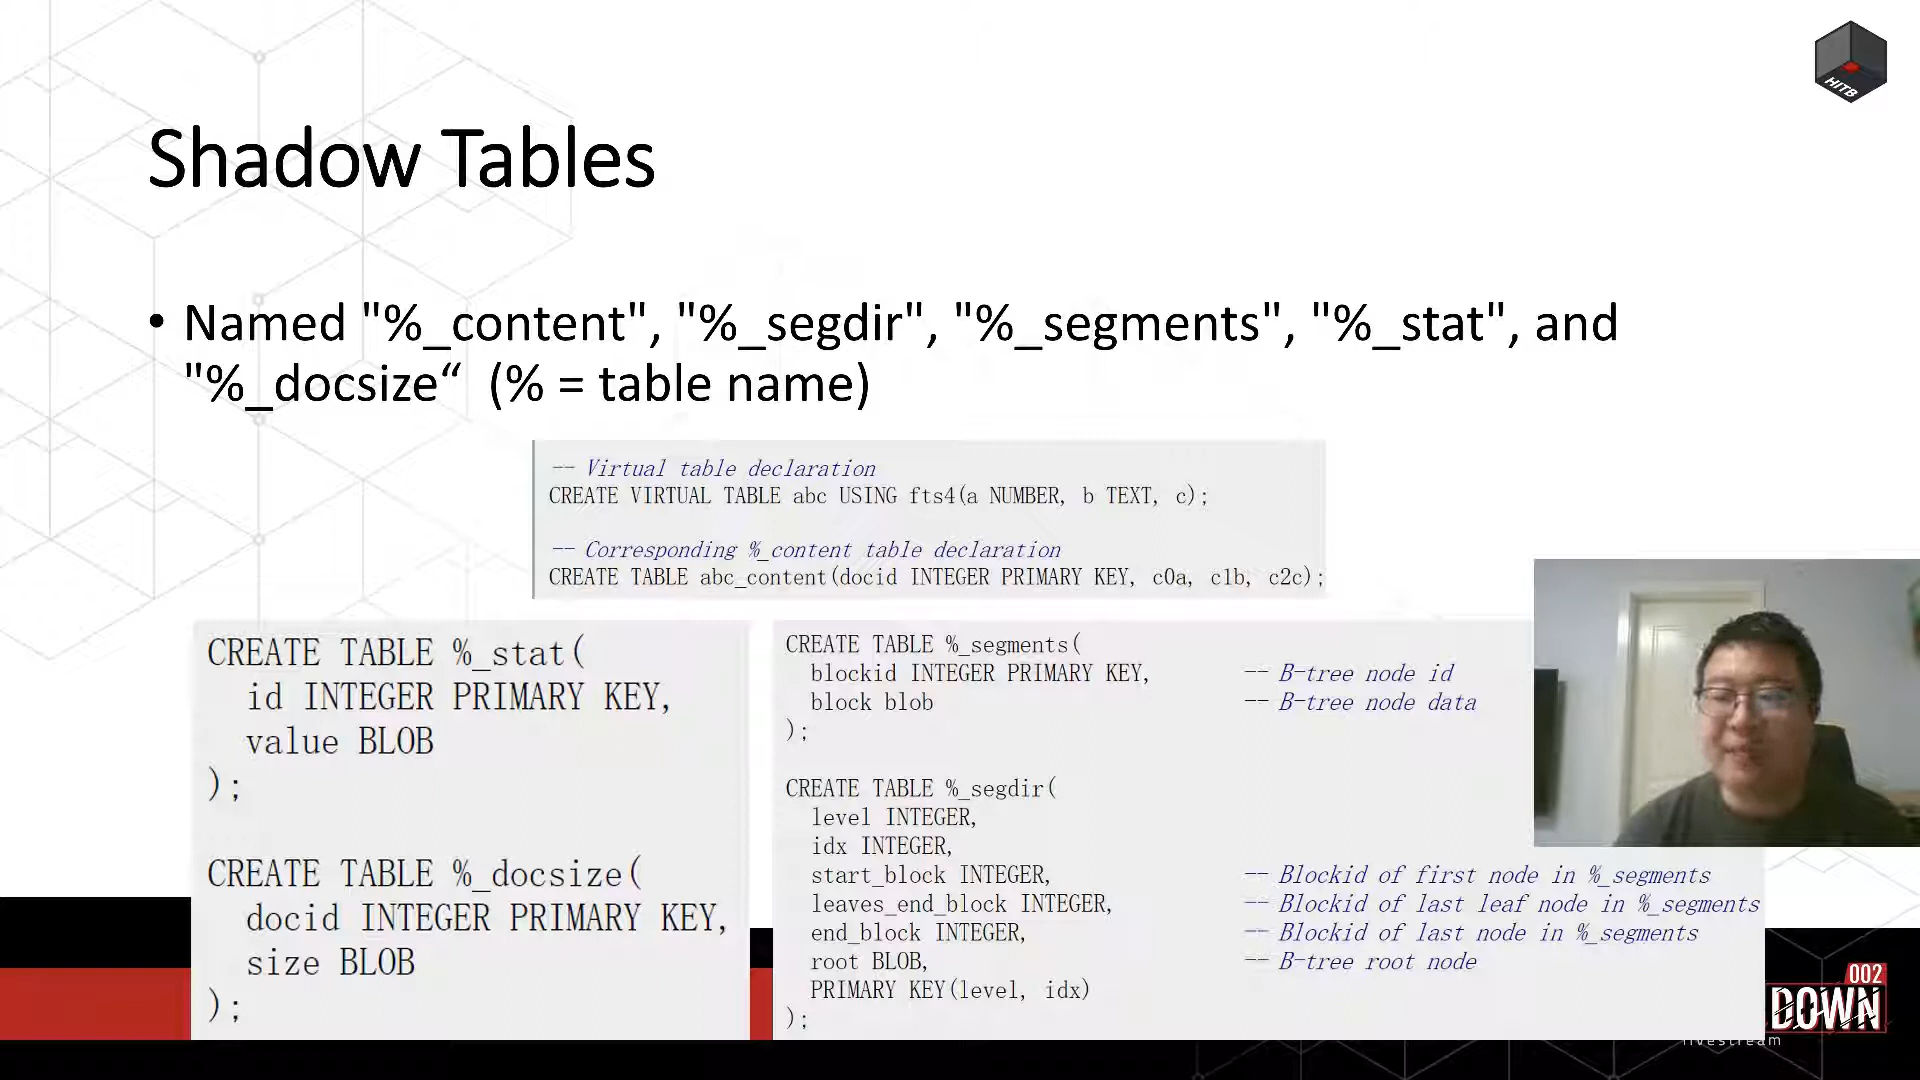 HITB
Shadow Tables
• Named "%_content", "%_segdir", "%_segments", "%_stat", and
"%_docsize“ (% = table name)
-- Virtual table declaration
CREATE VIRTUAL TABLE abc USING fts4(a NUMBER, b TEXT, c);
-- Corresponding %_content table declaration
CREATE TABLE abc_content(docid INTEGER PRIMARY KEY, c0a, c1b, c2c);
CREATE TABLE %_stat(
id INTEGER PRIMARY KEY,
value BLOB
);
CREATE TABLE %_docsize(
docid INTEGER PRIMARY KEY,
size BLOB
);
CREATE TABLE %_segments(
blockid INTEGER PRIMARY KEY, -- B-tree node id
block blob -- B-tree node data
);
CREATE TABLE %_segdir(
level INTEGER,
idx INTEGER,
start_block INTEGER, -- Blockid of first node in %_segments
leaves_end_block INTEGER, -- Blockid of last leaf node in %_segments
end_block INTEGER, -- Blockid of last node in %_segments
root BLOB, -- B-tree root node
PRIMARY KEY(level, idx)
);
002
DOWN
livestream